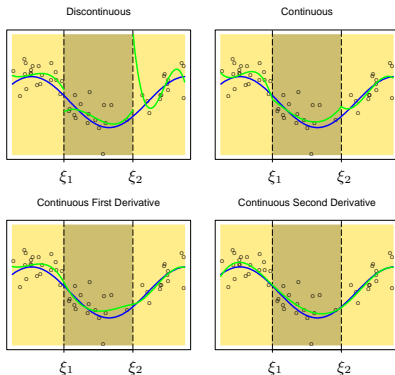 Discontinuous
Continuous
ξ1
ξ2
ξ1
ξ2
Continuous First Derivative
Continuous Second Derivative
ξ1
ξ2
ξ1
ξ2